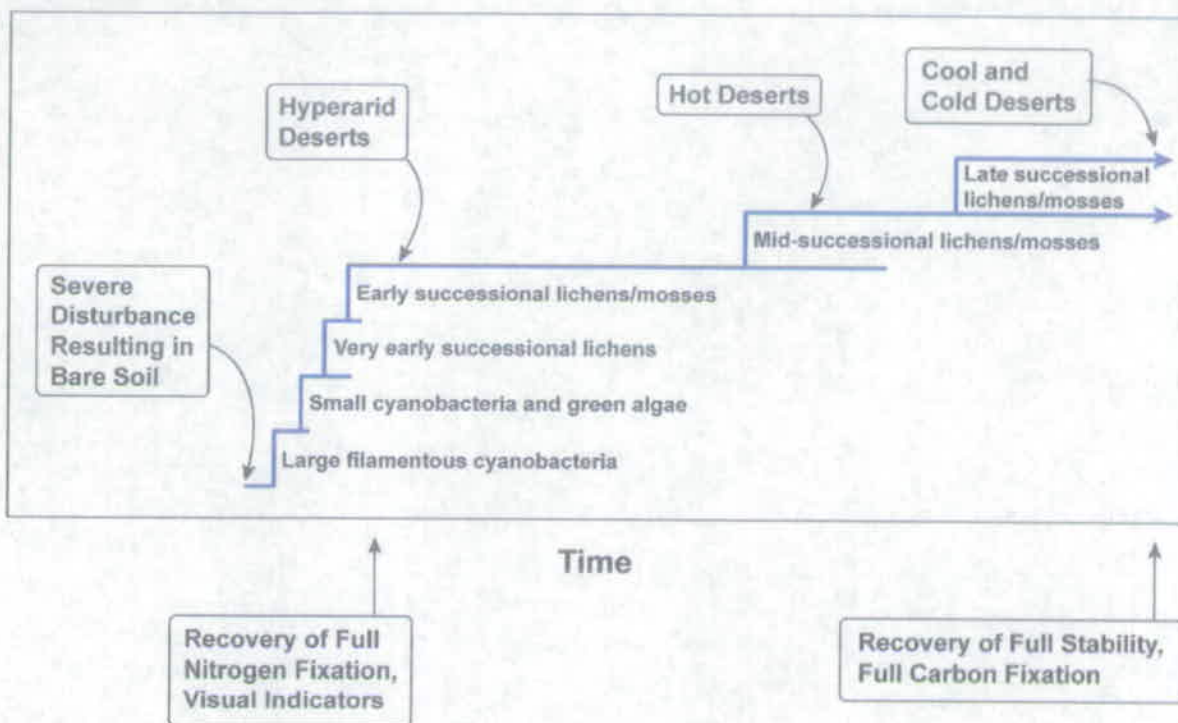 Cool and
Cold Deserts
Hot Deserts
Hyperarid
Deserts
Late successional
lichens/mosses
Mid-successional lichens/mosses
Severe
Disturbance
Resulting in
Bare Soil
Early successional lichens/mosses
Very early successional lichens
Small cyanobacteria and green algae
Large filamentous cyanobacteria
Time
Recovery of Full
Nitrogen Fixation,
Visual Indicators
Recovery of Full Stability,
Full Carbon Fixation